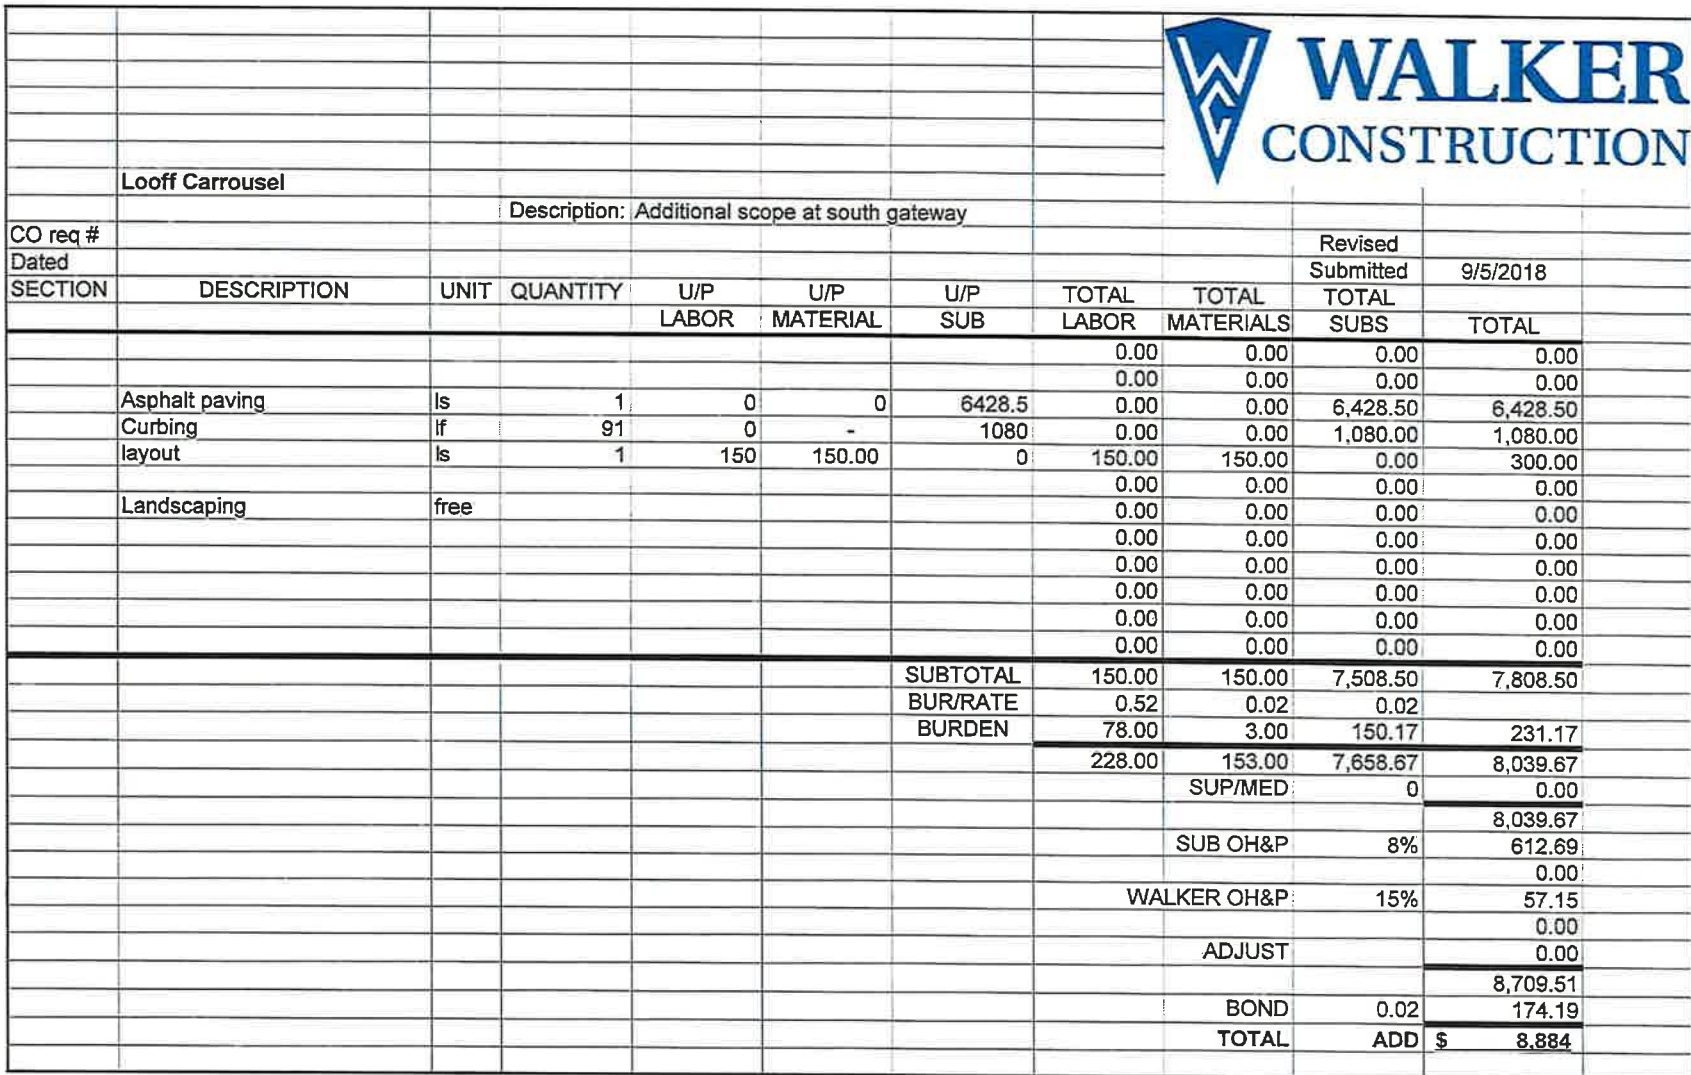 WALKER
CONSTRUCTION
Looff Carrousel
Description: Additional scope at south gateway
CO req #
Revised
Dated
Submitted 9/5/2018
SECTION DESCRIPTION UNIT QUANTITY U/P U/P U/P TOTAL TOTAL TOTAL
LABOR MATERIAL SUB LABOR MATERIALS SUBS TOTAL
0.00 0.00 0.00 0.00
0.00 0.00 0.00 0.00
Asphalt paving ls 1 0 0 6428.5 0.00 0.00 6,428.50 6,428.50
Curbing lf 91 0 - 1080 0.00 0.00 1,080.00 1,080.00
layout ls 1 150 150.00 0 150.00 150.00 0.00 300.00
0.00 0.00 0.00 0.00
Landscaping free 0.00 0.00 0.00 0.00
0.00 0.00 0.00 0.00
0.00 0.00 0.00 0.00
0.00 0.00 0.00 0.00
0.00 0.00 0.00 0.00
0.00 0.00 0.00 0.00
SUBTOTAL 150.00 150.00 7,508.50 7,808.50
BUR/RATE 0.52 0.02 0.02
BURDEN 78.00 3.00 150.17 231.17
228.00 153.00 7,658.67 8,039.67
SUP/MED 0 0.00
8,039.67
SUB OH&P 8% 612.69
0.00
WALKER OH&P 15% 57.15
0.00
ADJUST 0.00
8,709.51
BOND 0.02 174.19
TOTAL ADD $ 8,884